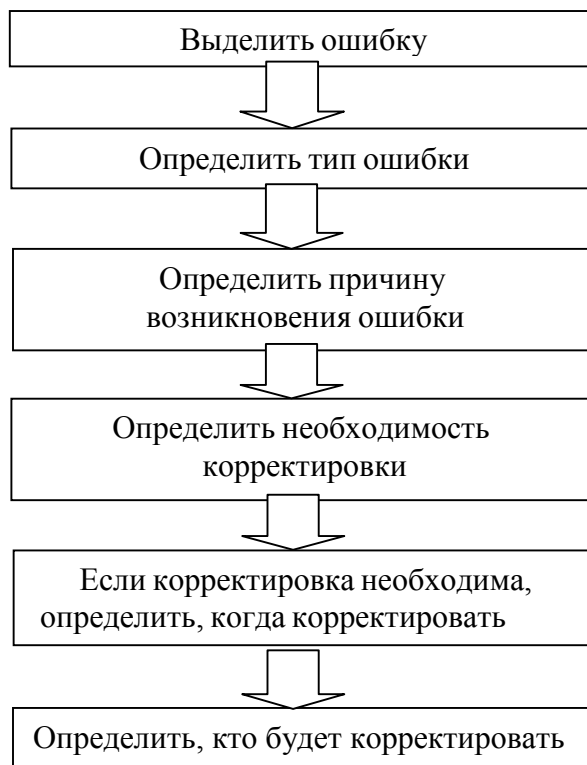 Выделить ошибку
Определить тип ошибки
Определить причину
возникновения ошибки
Определить необходимость
корректировки
Если корректировка необходима,
определить, когда корректировать
Определить, кто будет корректировать